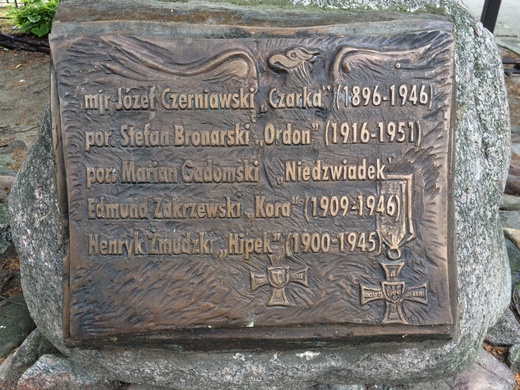 mjr Józef Czerniawski „Czarka” (1896-1946)
por. Stefan Bronarski „Ordon” (1916-1951)
por. Marian Gadomski „Niedzwiadek”
Edmund Zakrzewski „Kora” (1909-1946)
Henryk Żmudzki „Hipek” (1900-1945)